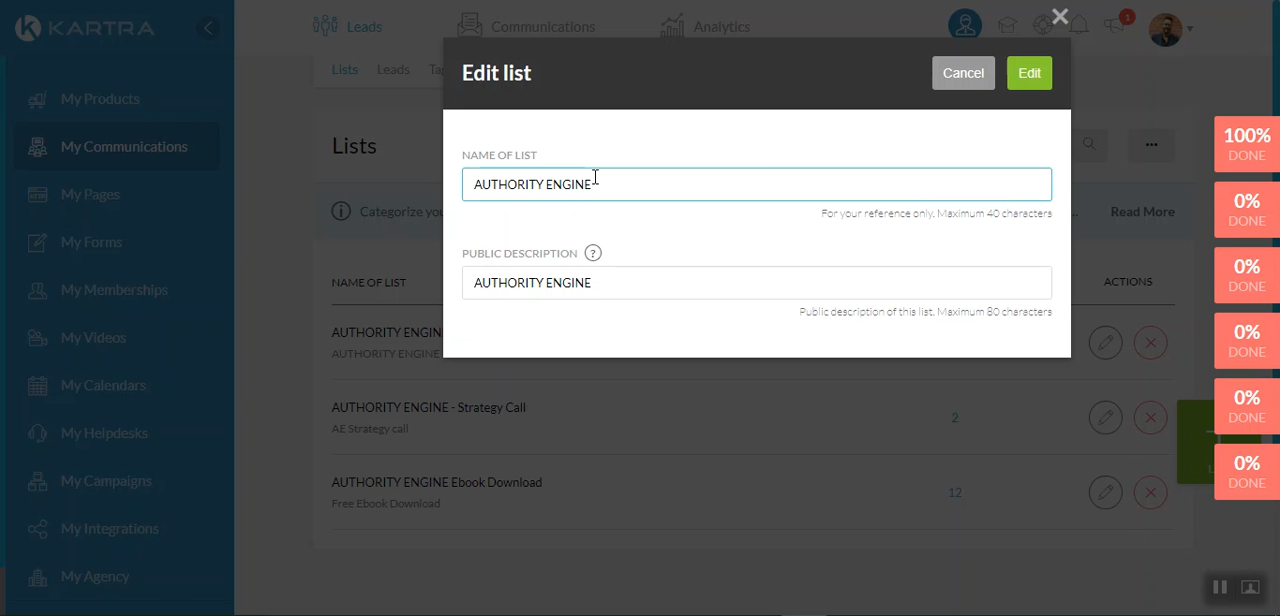 KARTRA
Leads
Communications
Analytics
1
My Products
My Communications
My Pages
My Forms
My Memberships
My Videos
My Calendars
My Helpdesks
My Campaigns
My Integrations
My Agency
Lists
Leads
Lists
Categorize
Read More
NAME OF LIST
ACTIONS
AUTHORITY
AUTHORITY ENGINE
AUTHORITY ENGINE - Strategy Call
AE Strategy call
2
AUTHORITY ENGINE Ebook Download
Free Ebook Download
12
Edit list
Cancel
Edit
NAME OF LIST
AUTHORITY ENGINE
For your reference only. Maximum 40 characters
PUBLIC DESCRIPTION ?
AUTHORITY ENGINE
Public description of this list. Maximum 80 characters
100%
DONE
0%
DONE
0%
DONE
0%
DONE
0%
DONE
0%
DONE